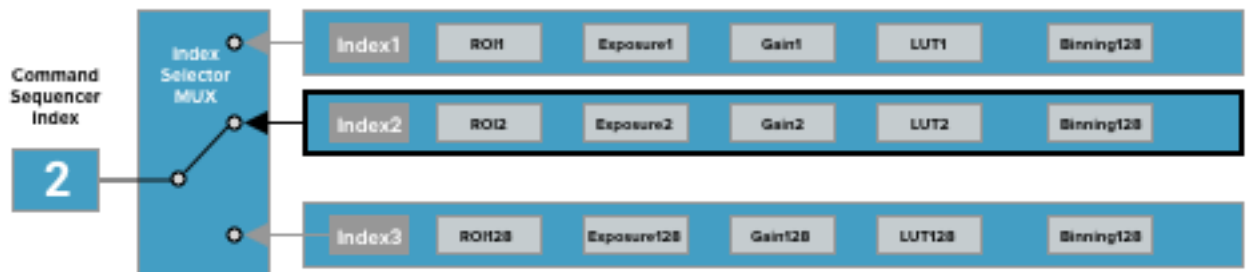 Command
Sequencer
Index
2
Index
Selector
MUX
Index1 ROI1 Exposure1 Gain1 LUT1 Binning128
Index2 ROI2 Exposure2 Gain2 LUT2 Binning128
Index3 ROI128 Exposure128 Gain128 LUT128 Binning128